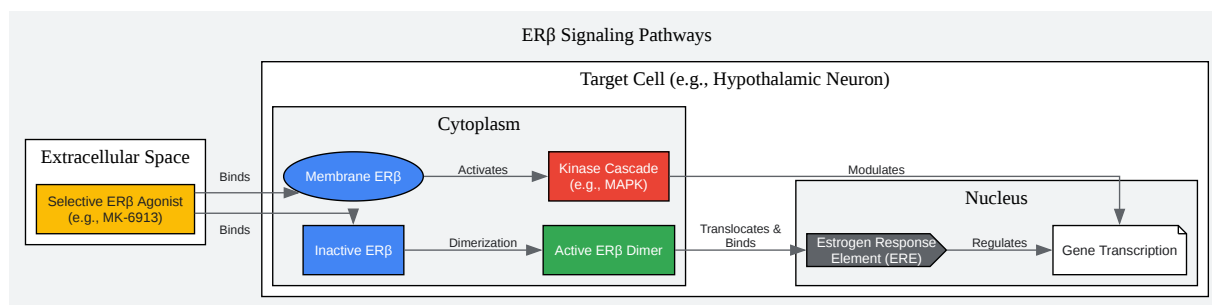 ERβ Signaling Pathways
Target Cell (e.g., Hypothalamic Neuron)
Cytoplasm
Extracellular Space
Selective ERβ Agonist
(e.g., MK-6913)
Binds
Binds
Membrane ERβ
Activates
Kinase Cascade
(e.g., MAPK)
Modulates
Inactive ERβ
Dimerization
Active ERβ Dimer
Translocates &
Binds
Nucleus
Estrogen Response
Element (ERE)
Regulates
Gene Transcription